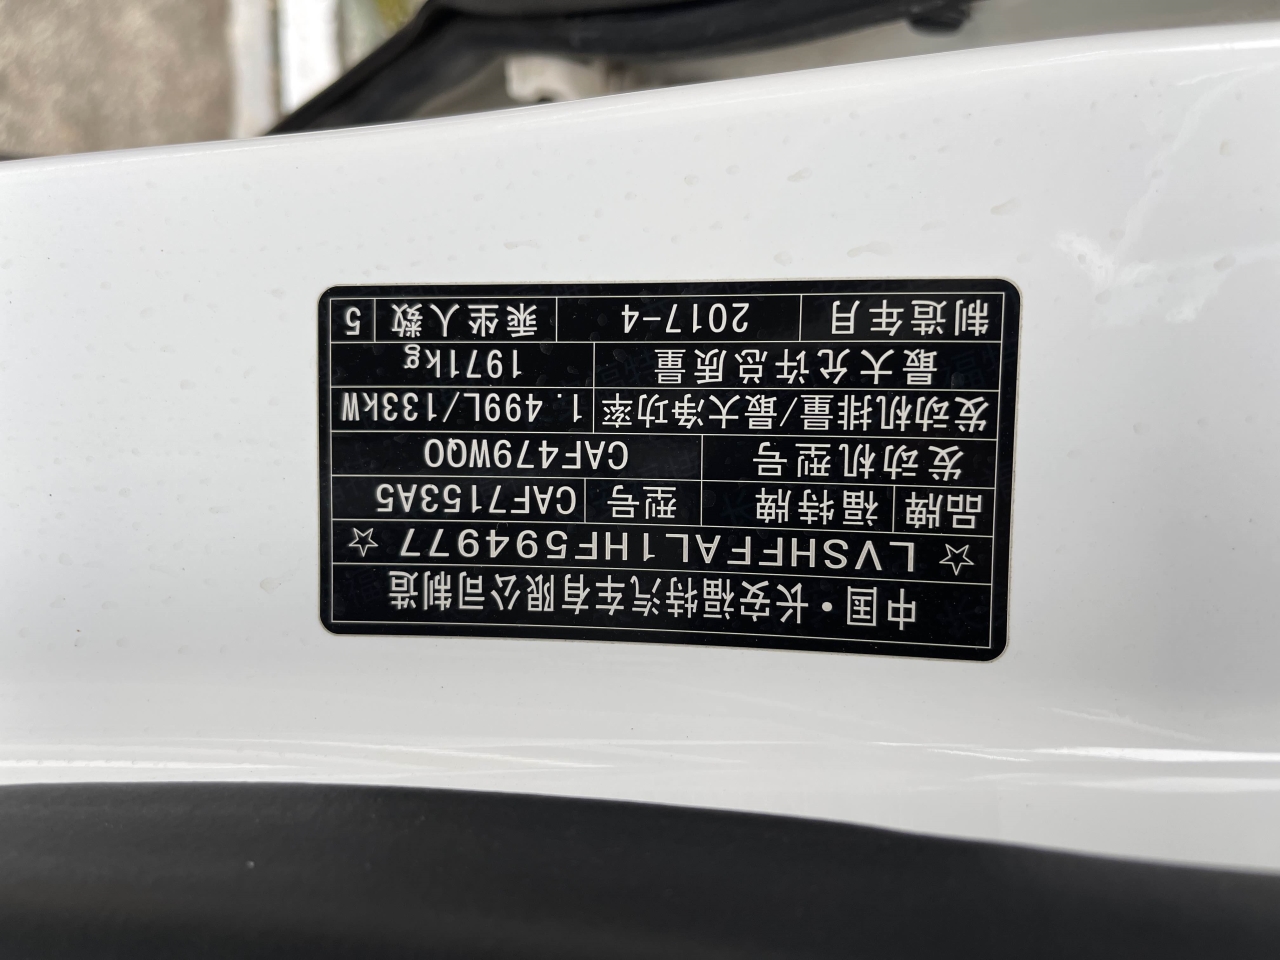 中国·长安福特汽车有限公司制造
☆ LVSHFFAL1HF594977 ☆
品牌 福特牌 型号 CAF7153A5
发动机型号 CAF479WQ0
发动机排量/最大净功率 1.499L/133kW
最大允许总质量 1971kg
制造年月 2017-4 乘坐人数 5